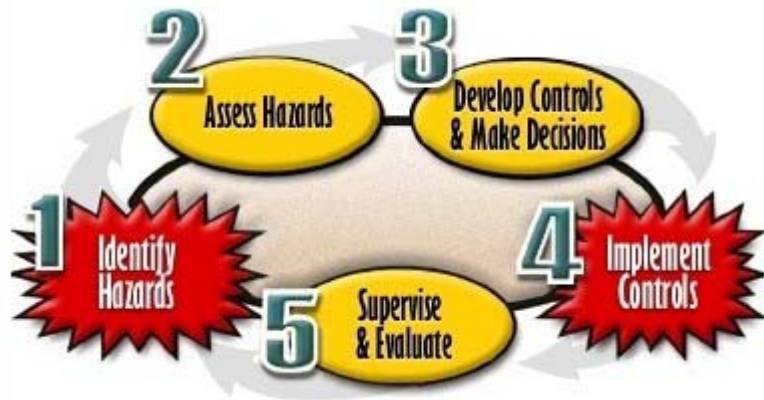 1
Identify
Hazards
2
Assess Hazards
3
Develop Controls
& Make Decisions
4
Implement
Controls
5
Supervise
& Evaluate